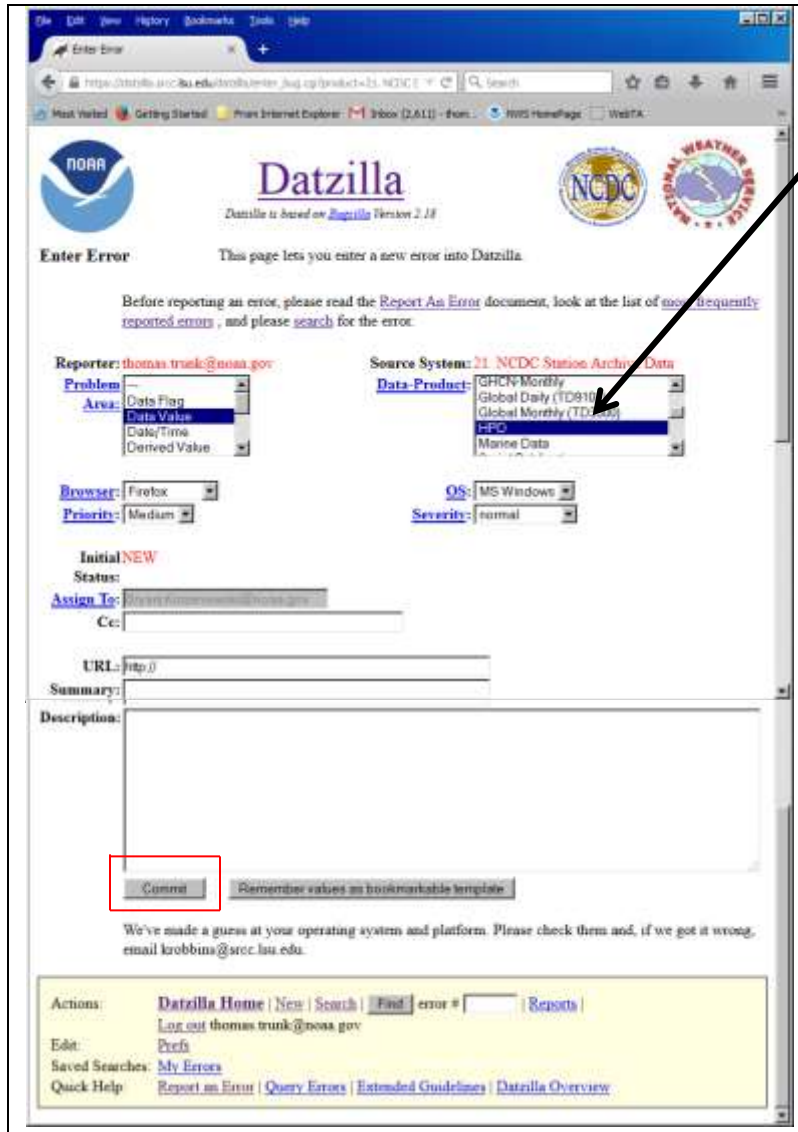 File Edit View History Bookmarks Tools Help
Enter Error × +
Search
Most Visited Getting Started From Internet Explorer Inbox (2,611) - thom... NWS HomePage WebTA
NOAA
Datzilla
Datzilla is based on Bugzilla Version 2.18
NCDC
NATIONAL WEATHER SERVICE
Enter Error This page lets you enter a new error into Datzilla.
Before reporting an error, please read the Report An Error document, look at the list of most frequently
reported errors , and please search for the error.
Reporter: thomas.trunk@noaa.gov Source System: 21 NCDC Station Archive Data
Problem Area: Data-Product:
---
Data Flag
Data Value
Date/Time
Derived Value
GHCN-Monthly
Global Daily (TD910
Global Monthly
HPD
Marine Data
Browser: Firefox OS: MS Windows
Priority: Medium Severity: normal
Initial Status: NEW
Assign To:
Cc:
URL: http://
Summary:
Description:
Commit Remember values as bookmarkable template
We've made a guess at your operating system and platform. Please check them and, if we got it wrong,
email krobbins@srcc.lsu.edu.
Actions: Datzilla Home | New | Search | Find error # | Reports |
Log out thomas.trunk@noaa.gov
Edit: Prefs
Saved Searches: My Errors
Quick Help Report an Error | Query Errors | Extended Guidelines | Datzilla Overview